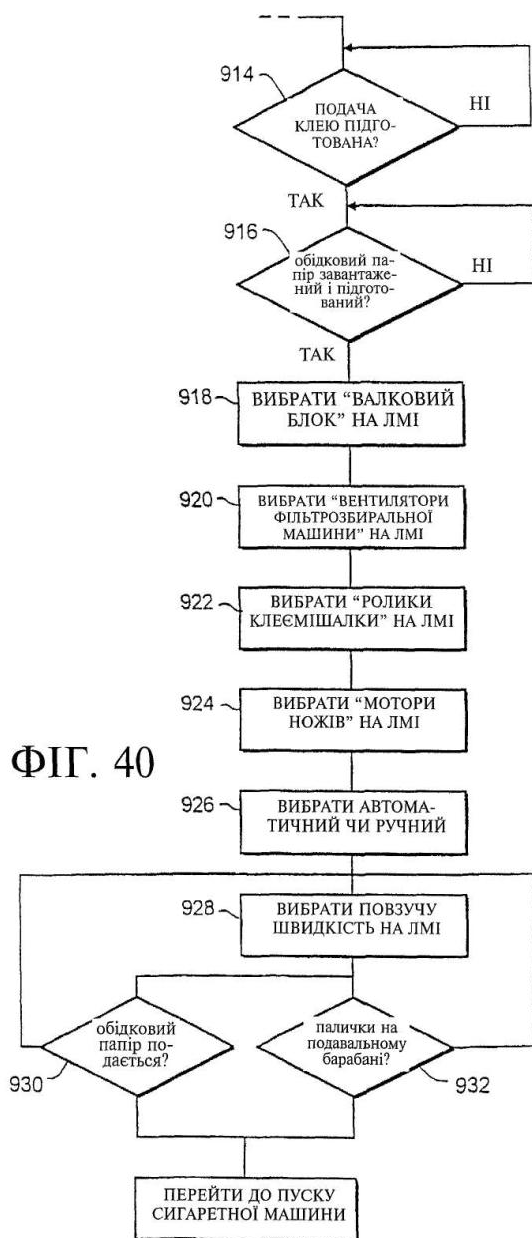 914
ПОДАЧА
КЛЕЮ ПІДГО-
ТОВАНА?
НІ
ТАК
916
обідковий па-
пір завантаже-
ний і підгото-
ваний?
НІ
ТАК
918
ВИБРАТИ “ВАЛКОВИЙ
БЛОК” НА ЛМІ
920
ВИБРАТИ “ВЕНТИЛЯТОРИ
ФІЛЬТРОЗБИРАЛЬНОЇ
МАШИНИ” НА ЛМІ
922
ВИБРАТИ “РОЛИКИ
КЛЕЄМІШАЛКИ” НА ЛМІ
924
ВИБРАТИ “МОТОРИ
НОЖІВ” НА ЛМІ
ФІГ. 40
926
ВИБРАТИ АВТОМА-
ТИЧНИЙ ЧИ РУЧНИЙ
928
ВИБРАТИ ПОВЗУЧУ
ШВИДКІСТЬ НА ЛМІ
обідковий
папір по-
дається?
930
палички на
подавальному
барабані?
932
ПЕРЕЙТИ ДО ПУСКУ
СИГАРЕТНОЇ МАШИНИ